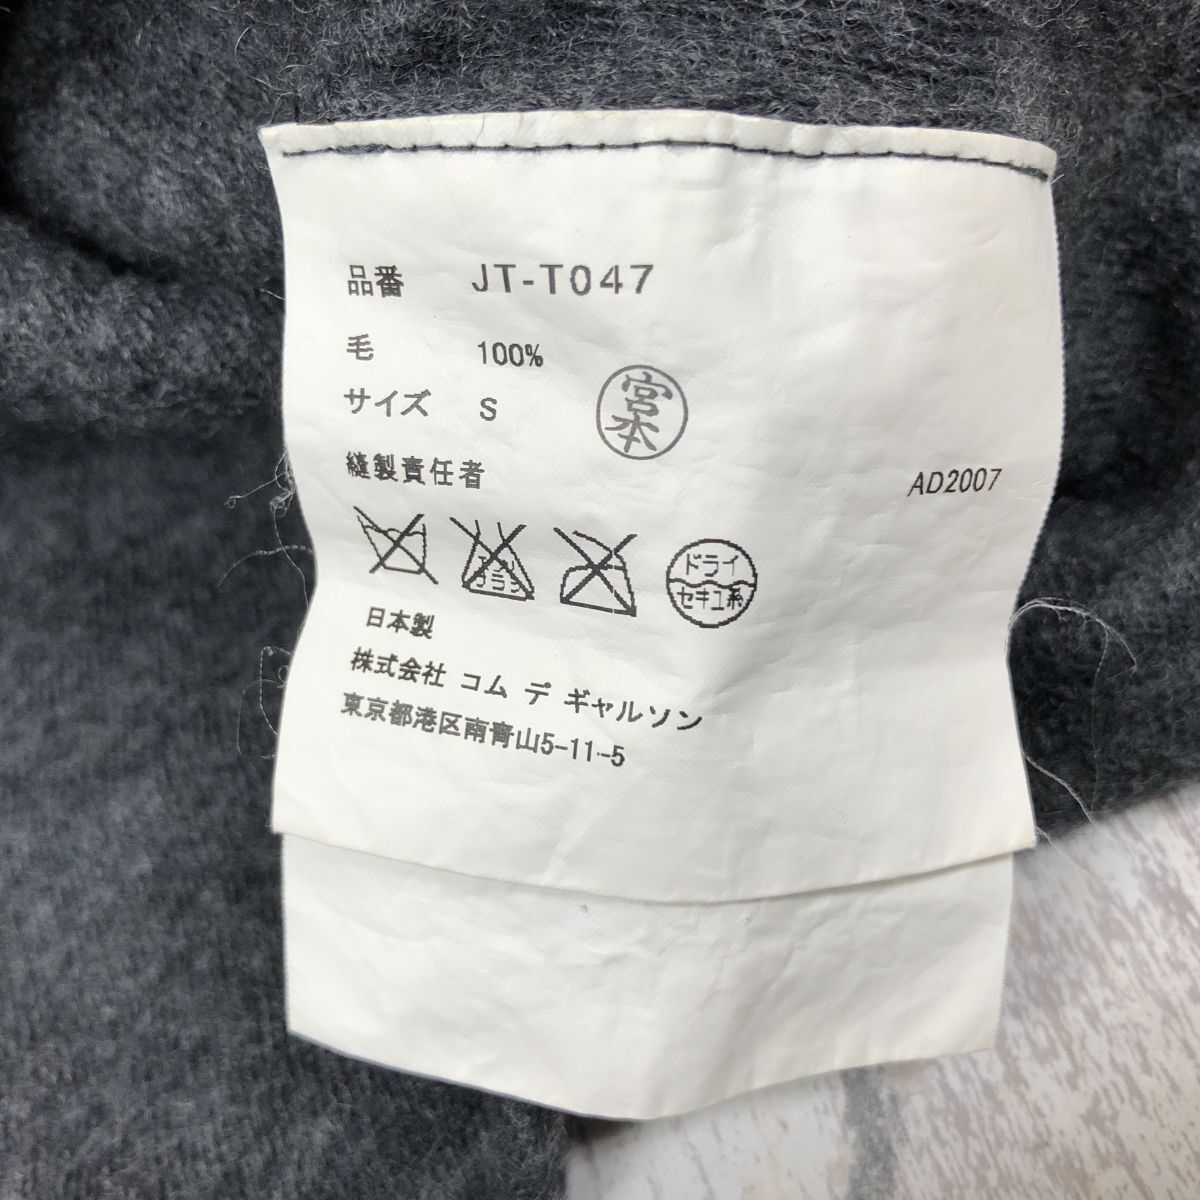 品番 JT-T047
毛 100%
サイズ S
宮本
縫製責任者
AD2007
ドライ
セキユ系
日本製
株式会社 コム デ ギャルソン
東京都港区南青山5-11-5